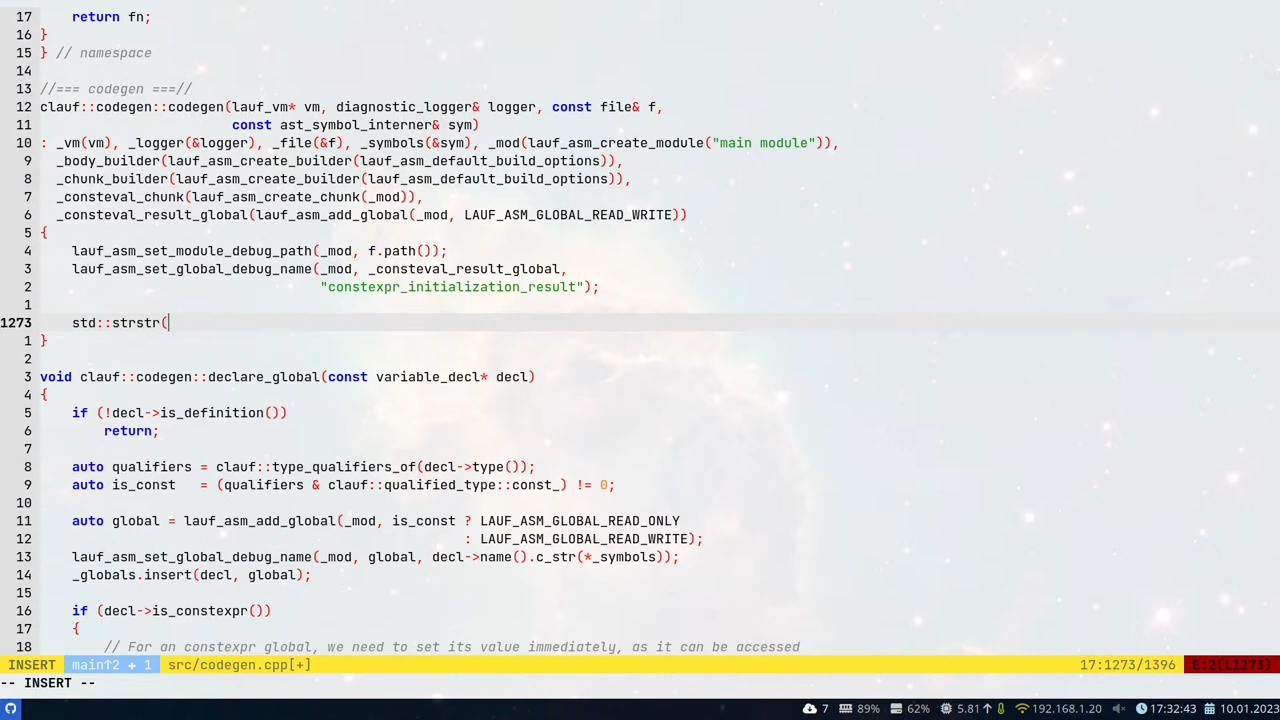 17     return fn;
16 }
15 } // namespace
14
13 //=== codegen ===//
12 clauf::codegen::codegen(lauf_vm* vm, diagnostic_logger& logger, const file& f,
11                         const ast_symbol_interner& sym)
10 : _vm(vm), _logger(&logger), _file(&f), _symbols(&sym), _mod(lauf_asm_create_module("main module")),
9   _body_builder(lauf_asm_create_builder(lauf_asm_default_build_options)),
8   _chunk_builder(lauf_asm_create_builder(lauf_asm_default_build_options)),
7   _consteval_chunk(lauf_asm_create_chunk(_mod)),
6   _consteval_result_global(lauf_asm_add_global(_mod, LAUF_ASM_GLOBAL_READ_WRITE))
5 {
4     lauf_asm_set_module_debug_path(_mod, f.path());
3     lauf_asm_set_global_debug_name(_mod, _consteval_result_global,
2                                    "constexpr_initialization_result");
1
1273     std::strstr(
1 }
2
3 void clauf::codegen::declare_global(const variable_decl* decl)
4 {
5     if (!decl->is_definition())
6         return;
7
8     auto qualifiers = clauf::type_qualifiers_of(decl->type());
9     auto is_const   = (qualifiers & clauf::qualified_type::const_) != 0;
10
11     auto global = lauf_asm_add_global(_mod, is_const ? LAUF_ASM_GLOBAL_READ_ONLY
12                                                      : LAUF_ASM_GLOBAL_READ_WRITE);
13     lauf_asm_set_global_debug_name(_mod, global, decl->name().c_str(*_symbols));
14     _globals.insert(decl, global);
15
16     if (decl->is_constexpr())
17     {
18         // For an constexpr global, we need to set its value immediately, as it can be accessed
INSERT main↑2 + 1 src/codegen.cpp[+] 17:1273/1396 E:2(L1273)
-- INSERT --
7 89% 62% 5.81 192.168.1.20 17:32:43 10.01.2023